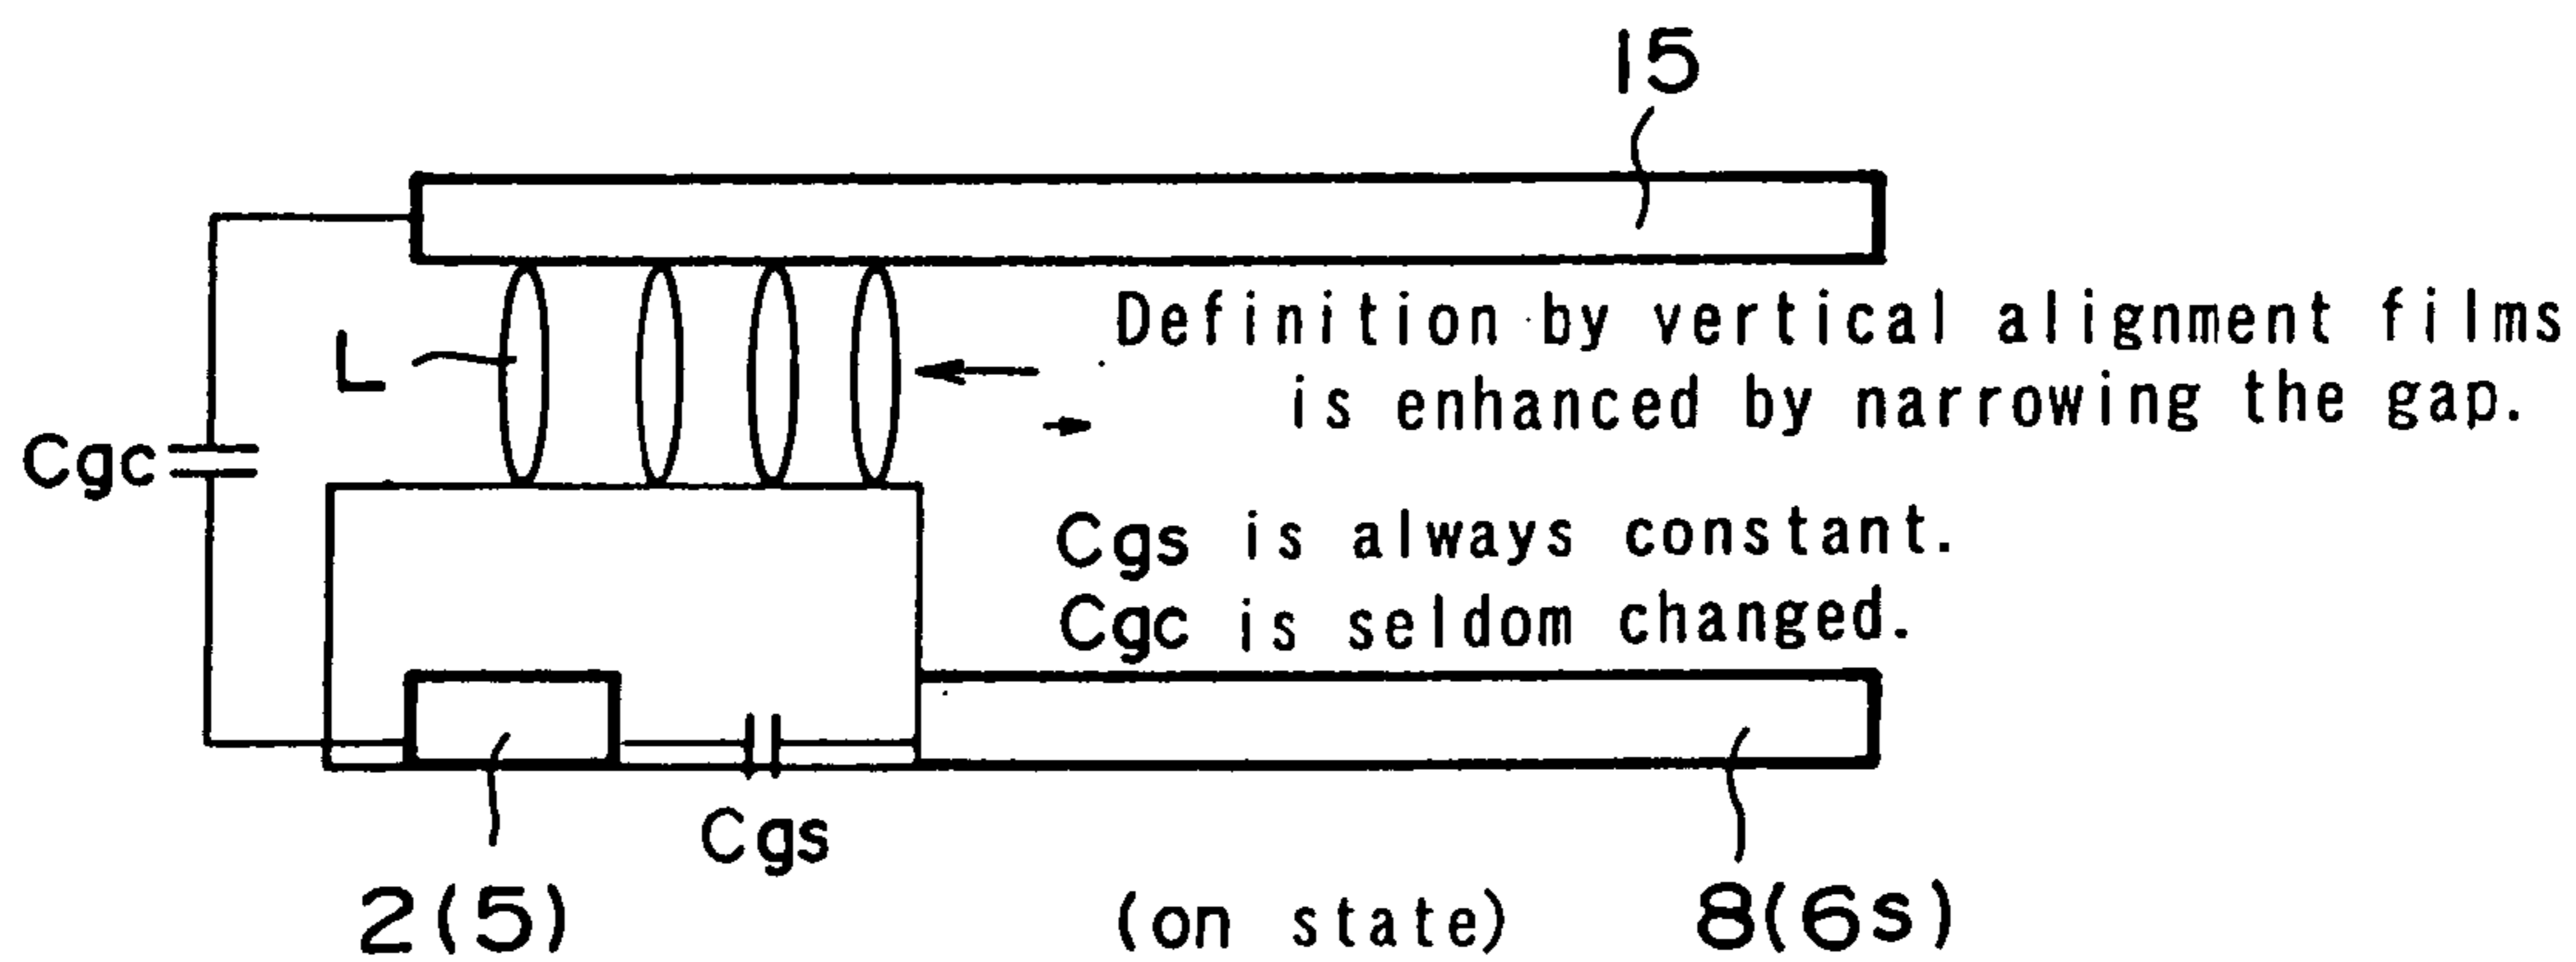 15
Definition by vertical alignment films
is enhanced by narrowing the gap.
L
Cgc
Cgs is always constant.
Cgc is seldom changed.
Cgs
2(5)
(on state)
8(6s)